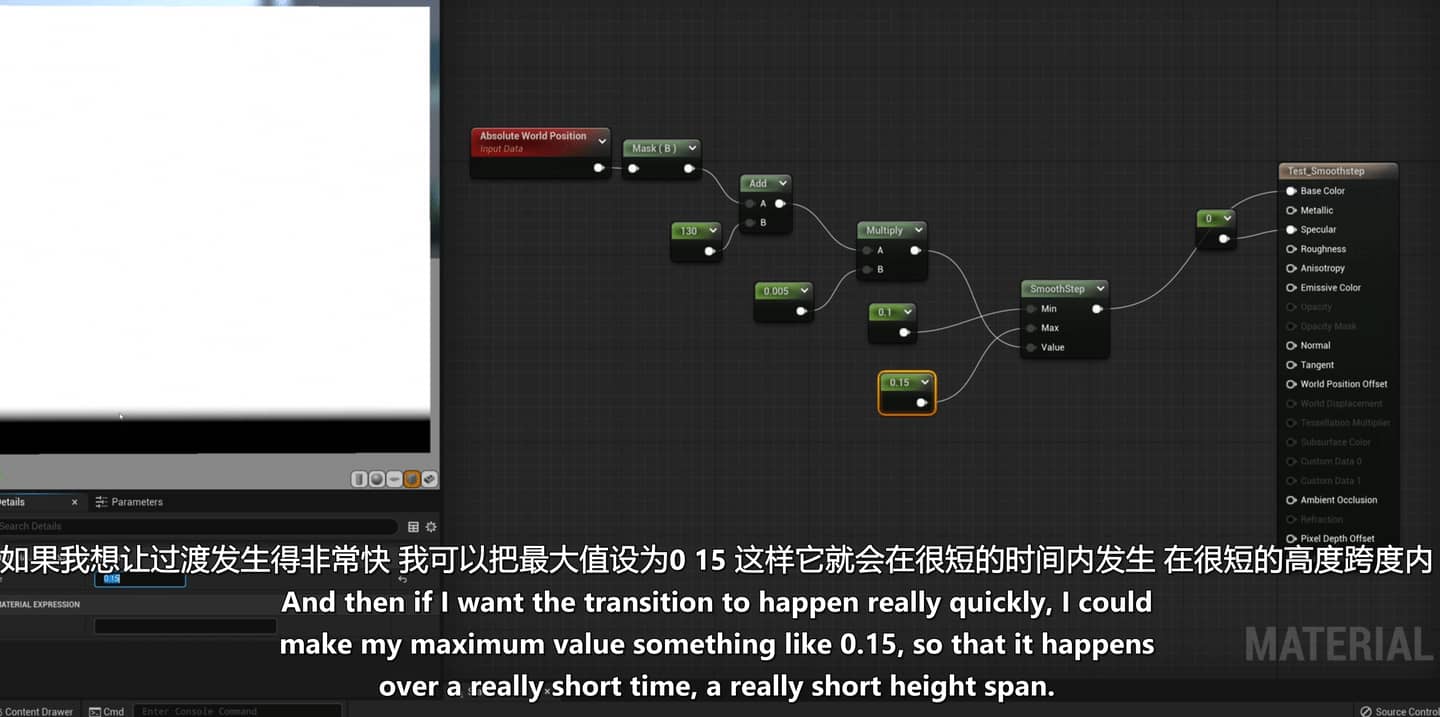 Absolute World Position
Input Data
Mask ( B )
Add
A
B
130
Multiply
A
B
0.005
0.1
0.15
SmoothStep
Min
Max
Value
0
Test_Smoothstep
Base Color
Metallic
Specular
Roughness
Anisotropy
Emissive Color
Opacity
Opacity Mask
Normal
Tangent
World Position Offset
World Displacement
Tessellation Multiplier
Subsurface Color
Custom Data 0
Custom Data 1
Ambient Occlusion
Refraction
Pixel Depth Offset
etails
Parameters
Search Details
0.15
MATERIAL EXPRESSION
如果我想让过渡发生得非常快 我可以把最大值设为0 15 这样它就会在很短的时间内发生 在很短的高度跨度内
And then if I want the transition to happen really quickly, I could
make my maximum value something like 0.15, so that it happens
over a really short time, a really short height span.
MATERIAL
Content Drawer
Cmd
Enter Console Command
Source Control